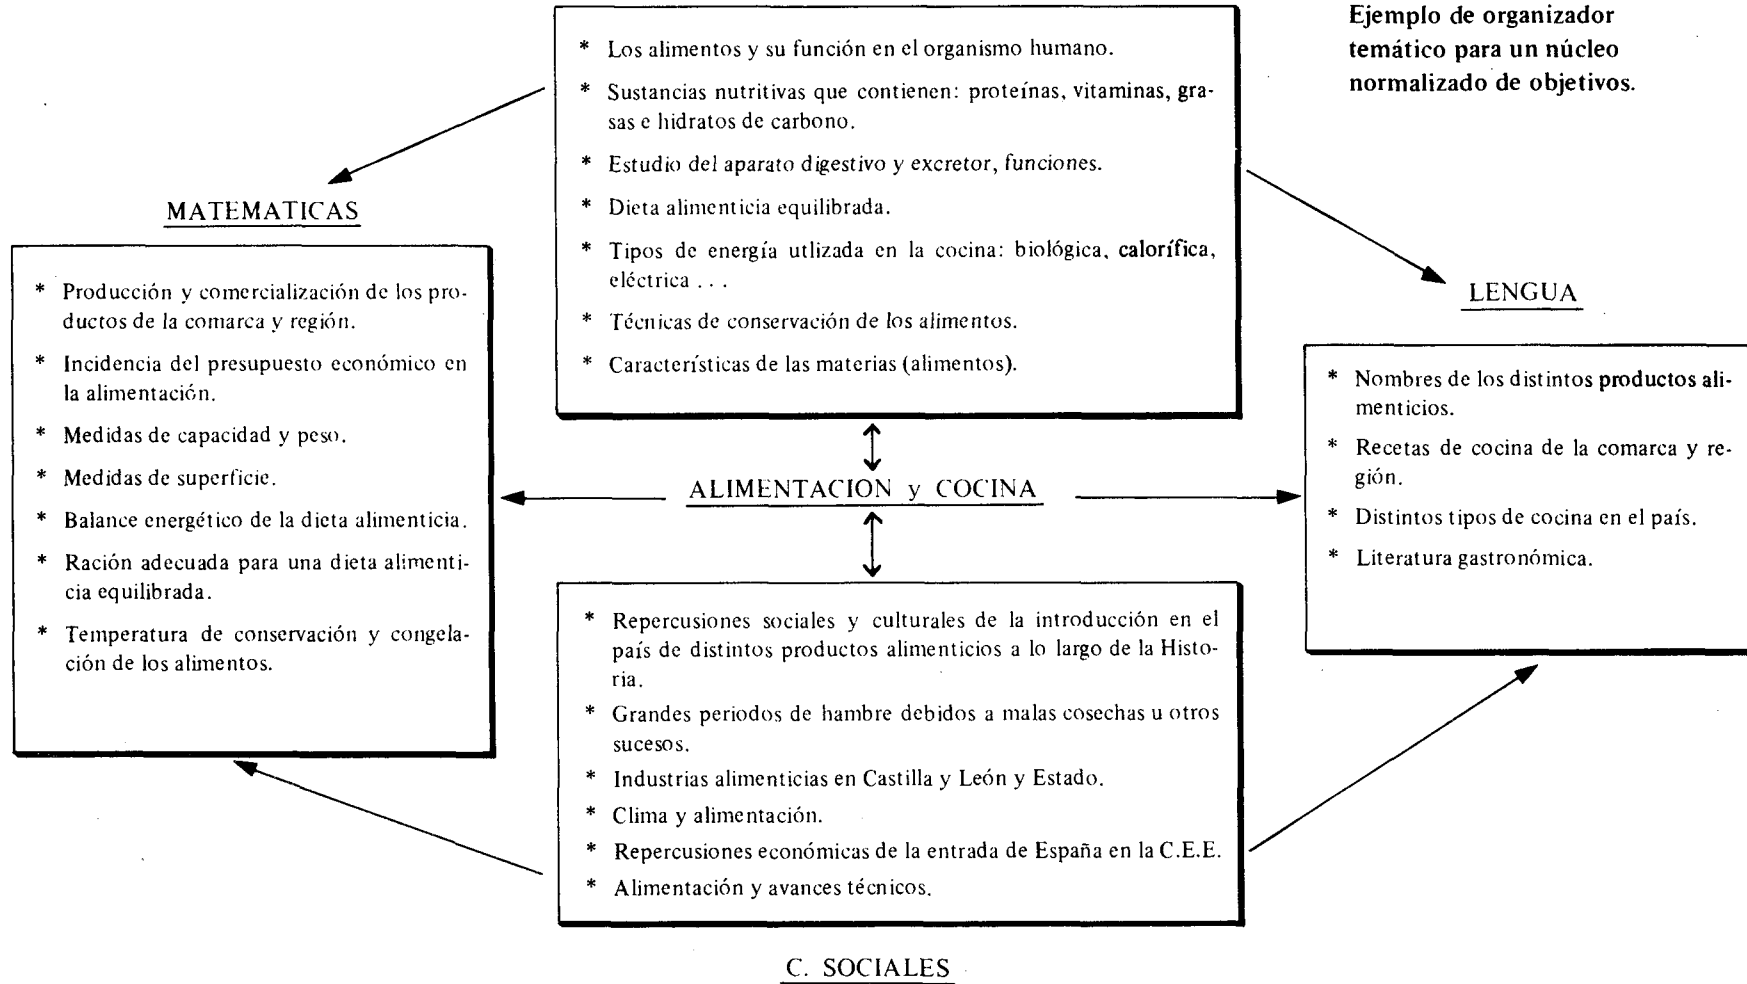 Ejemplo de organizador
temático para un núcleo
normalizado de objetivos.
* Los alimentos y su función en el organismo humano.
* Sustancias nutritivas que contienen: proteínas, vitaminas, gra-
sas e hidratos de carbono.
* Estudio del aparato digestivo y excretor, funciones.
* Dieta alimenticia equilibrada.
* Tipos de energía utlizada en la cocina: biológica, calorífica,
eléctrica . . .
* Técnicas de conservación de los alimentos.
* Características de las materias (alimentos).
MATEMATICAS
* Producción y comercialización de los pro-
ductos de la comarca y región.
* Incidencia del presupuesto económico en
la alimentación.
* Medidas de capacidad y peso.
* Medidas de superficie.
* Balance energético de la dieta alimenticia.
* Ración adecuada para una dieta alimenti-
cia equilibrada.
* Temperatura de conservación y congela-
ción de los alimentos.
ALIMENTACION y COCINA
LENGUA
* Nombres de los distintos productos ali-
menticios.
* Recetas de cocina de la comarca y re-
gión.
* Distintos tipos de cocina en el país.
* Literatura gastronómica.
* Repercusiones sociales y culturales de la introducción en el
país de distintos productos alimenticios a lo largo de la Histo-
ria.
* Grandes periodos de hambre debidos a malas cosechas u otros
sucesos.
* Industrias alimenticias en Castilla y León y Estado.
* Clima y alimentación.
* Repercusiones económicas de la entrada de España en la C.E.E.
* Alimentación y avances técnicos.
C. SOCIALES